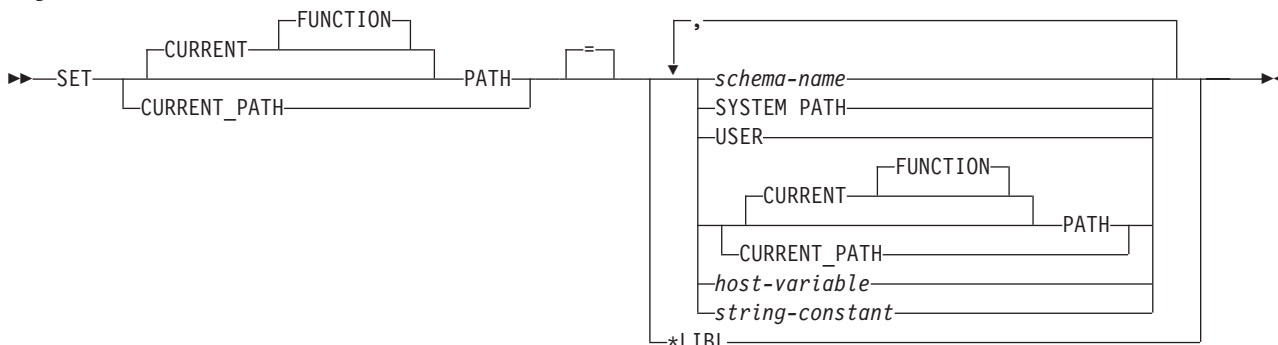 FUNCTION ,
CURRENT =
SET PATH schema-name
CURRENT_PATH SYSTEM PATH
USER
FUNCTION
CURRENT
PATH
CURRENT_PATH
host-variable
string-constant
*LIBL